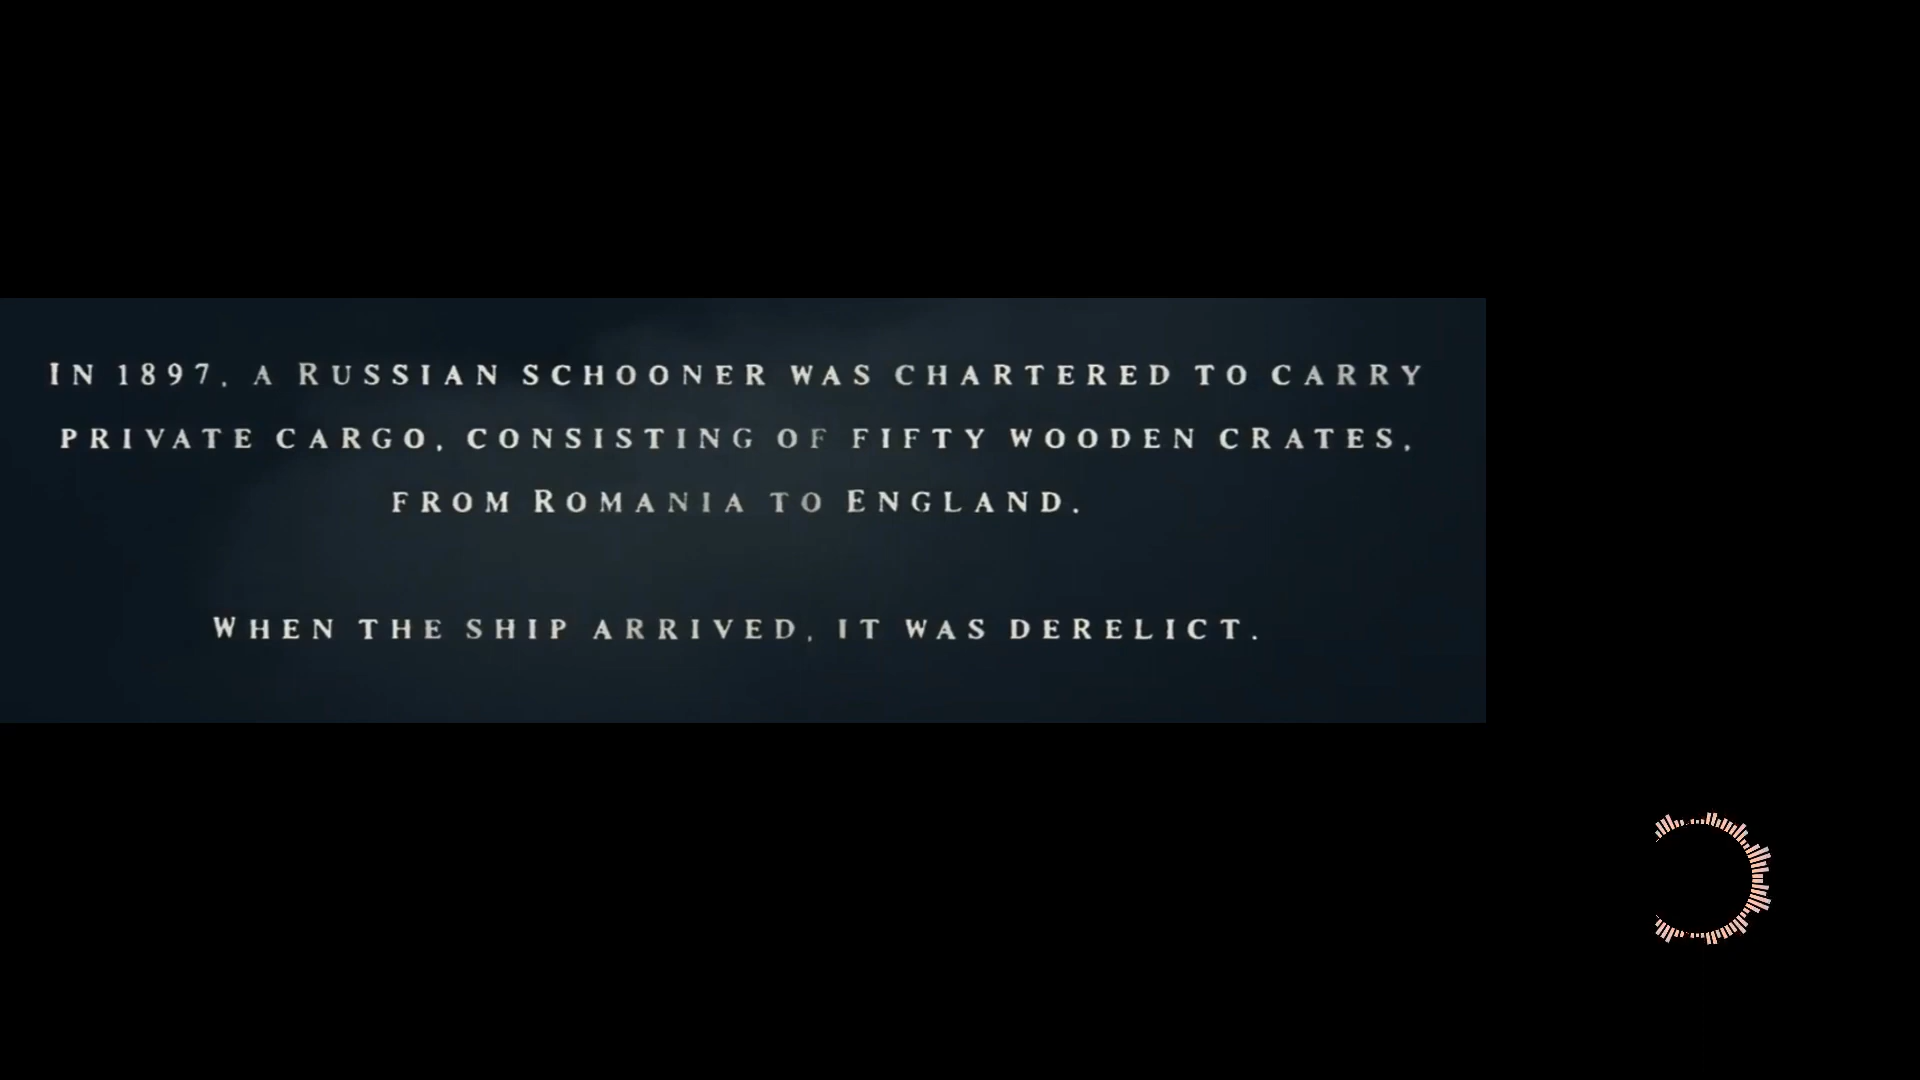 IN 1897, A RUSSIAN SCHOONER WAS CHARTERED TO CARRY
PRIVATE CARGO, CONSISTING OF FIFTY WOODEN CRATES,
FROM ROMANIA TO ENGLAND.
WHEN THE SHIP ARRIVED, IT WAS DERELICT.